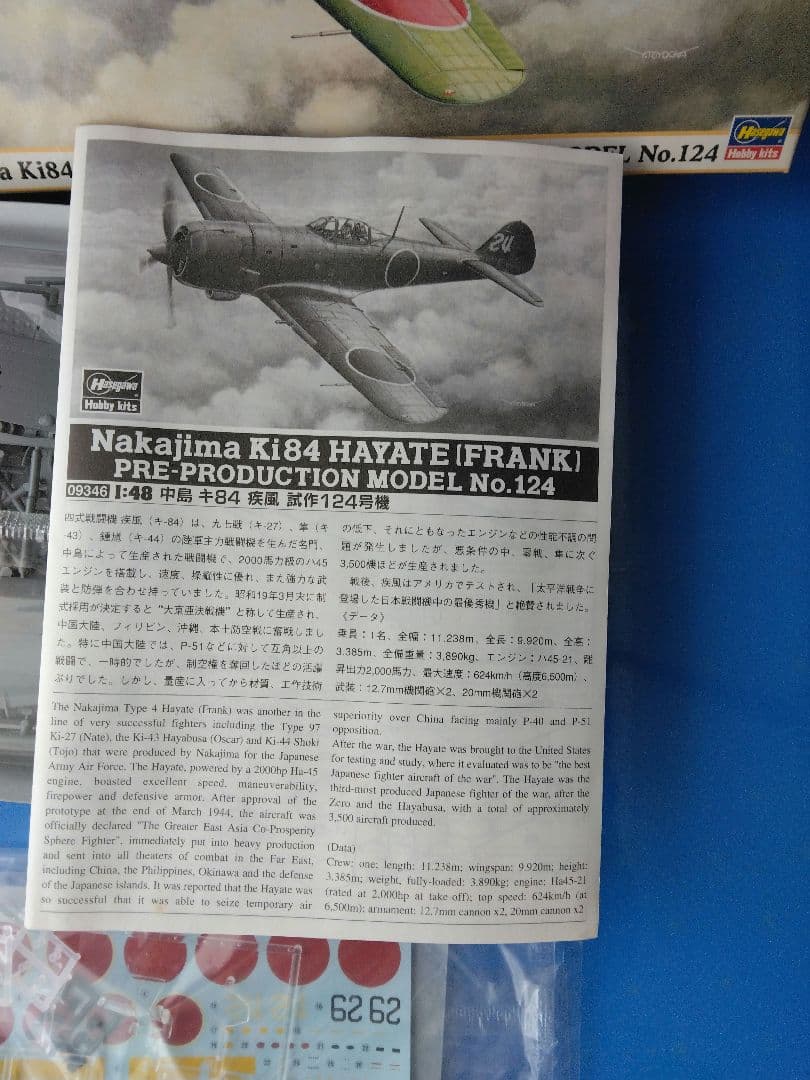 a Ki84
MODEL No.124
Hasegawa
Hobby kits
24
Hasegawa
Hobby kits
Nakajima Ki84 HAYATE (FRANK)
PRE-PRODUCTION MODEL No.124
09346 1:48 中島 キ84 疾風 試作124号機
四式戦闘機 疾風（キ-84）は、九七戦（キ-27）、隼（キ
-43）、鍾馗（キ-44）の陸軍主力戦闘機を生んだ名門、
中島によって生産された戦闘機で、2000馬力級のハ45
エンジンを搭載し、速度、操縦性に優れ、また強力な武
装と防弾を合わせ持っていました。昭和19年3月末に制
式採用が決定すると"大東亜決戦機"と称して生産され、
中国大陸、フィリピン、沖縄、本土防空戦に奮戦しまし
た。特に中国大陸では、P-51などに対して互角以上の
戦闘で、一時的でしたが、制空権を奪回したほどの活躍
ぶりでした。しかし、量産に入ってから材質、工作技術
の低下、それにともなったエンジンなどの性能不調の問
題が発生しましたが、悪条件の中、零戦、隼に次ぐ
3,500機ほどが生産されました。
戦後、疾風はアメリカでテストされ、「太平洋戦争に
登場した日本戦闘機中の最優秀機」と絶賛されました。
《データ》
乗員：1名、全幅：11.238m、全長：9.920m、全高：
3.385m、全備重量：3,890kg、エンジン：ハ45-21、離
昇出力2,000馬力、最大速度：624km/h（高度6,500m）、
武装：12.7mm機関砲×2、20mm機関砲×2
The Nakajima Type 4 Hayate (Frank) was another in the
line of very successful fighters including the Type 97
Ki-27 (Nate), the Ki-43 Hayabusa (Oscar) and Ki-44 Shoki
(Tojo) that were produced by Nakajima for the Japanese
Army Air Force. The Hayate, powered by a 2000hp Ha-45
engine, boasted excellent speed, maneuverability,
firepower and defensive armor. After approval of the
prototype at the end of March 1944, the aircraft was
officially declared "The Greater East Asia Co-Prosperity
Sphere Fighter", immediately put into heavy production
and sent into all theaters of combat in the Far East,
including China, the Philippines, Okinawa and the defense
of the Japanese islands. It was reported that the Hayate was
so successful that it was able to seize temporary air
superiority over China facing mainly P-40 and P-51
opposition.
After the war, the Hayate was brought to the United States
for testing and study, where it evaluated was to be "the best
Japanese fighter aircraft of the war". The Hayate was the
third-most produced Japanese fighter of the war, after the
Zero and the Hayabusa, with a total of approximately
3,500 aircraft produced.
(Data)
Crew: one; length: 11.238m; wingspan: 9.920m; height:
3.385m; weight, fully-loaded: 3.890kg; engine: Ha45-21
(rated at 2,000hp at take off); top speed: 624km/h (at
6,500m); armament: 12.7mm cannon x2, 20mm cannon x2
62 62